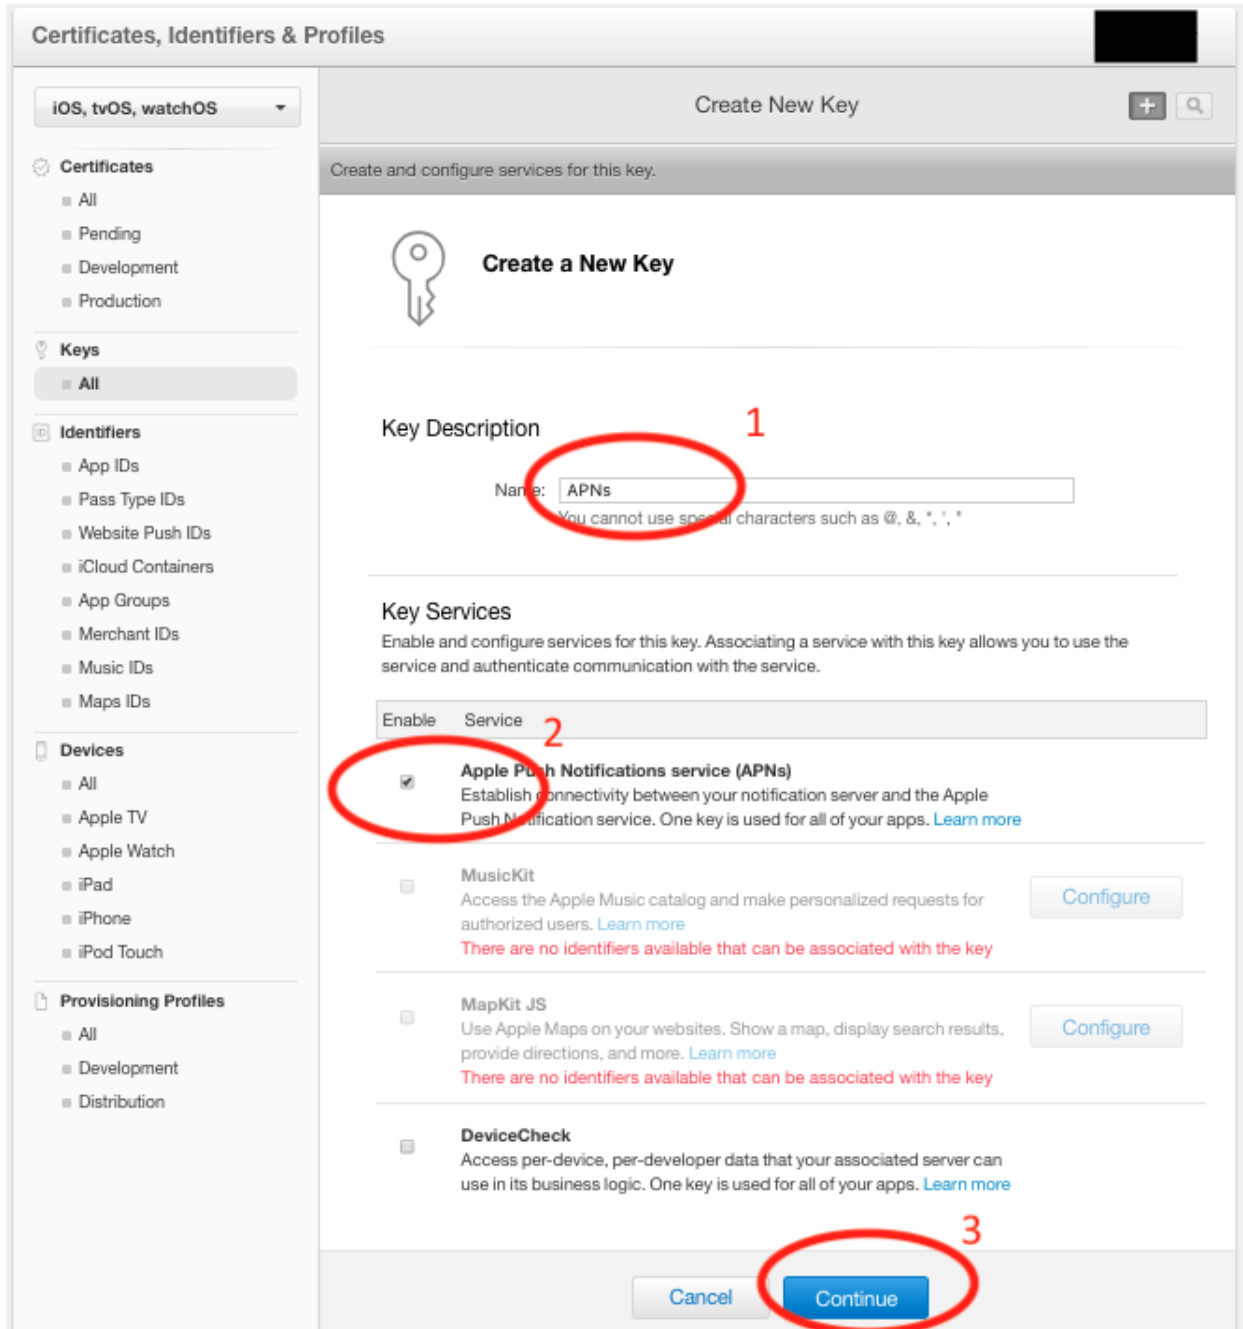 Certificates, Identifiers & Profiles
iOS, tvOS, watchOS
Certificates
All
Pending
Development
Production
Keys
All
Identifiers
App IDs
Pass Type IDs
Website Push IDs
iCloud Containers
App Groups
Merchant IDs
Music IDs
Maps IDs
Devices
All
Apple TV
Apple Watch
iPad
iPhone
iPod Touch
Provisioning Profiles
All
Development
Distribution
Create New Key
Create and configure services for this key.
Create a New Key
1
Key Description
Name: APNs
You cannot use special characters such as @, &, *, ', "
Key Services
Enable and configure services for this key. Associating a service with this key allows you to use the
service and authenticate communication with the service.
Enable Service
2
Apple Push Notifications service (APNs)
Establish connectivity between your notification server and the Apple
Push Notification service. One key is used for all of your apps. Learn more
MusicKit
Access the Apple Music catalog and make personalized requests for
authorized users. Learn more
There are no identifiers available that can be associated with the key
Configure
MapKit JS
Use Apple Maps on your websites. Show a map, display search results,
provide directions, and more. Learn more
There are no identifiers available that can be associated with the key
Configure
DeviceCheck
Access per-device, per-developer data that your associated server can
use in its business logic. One key is used for all of your apps. Learn more
3
Cancel Continue